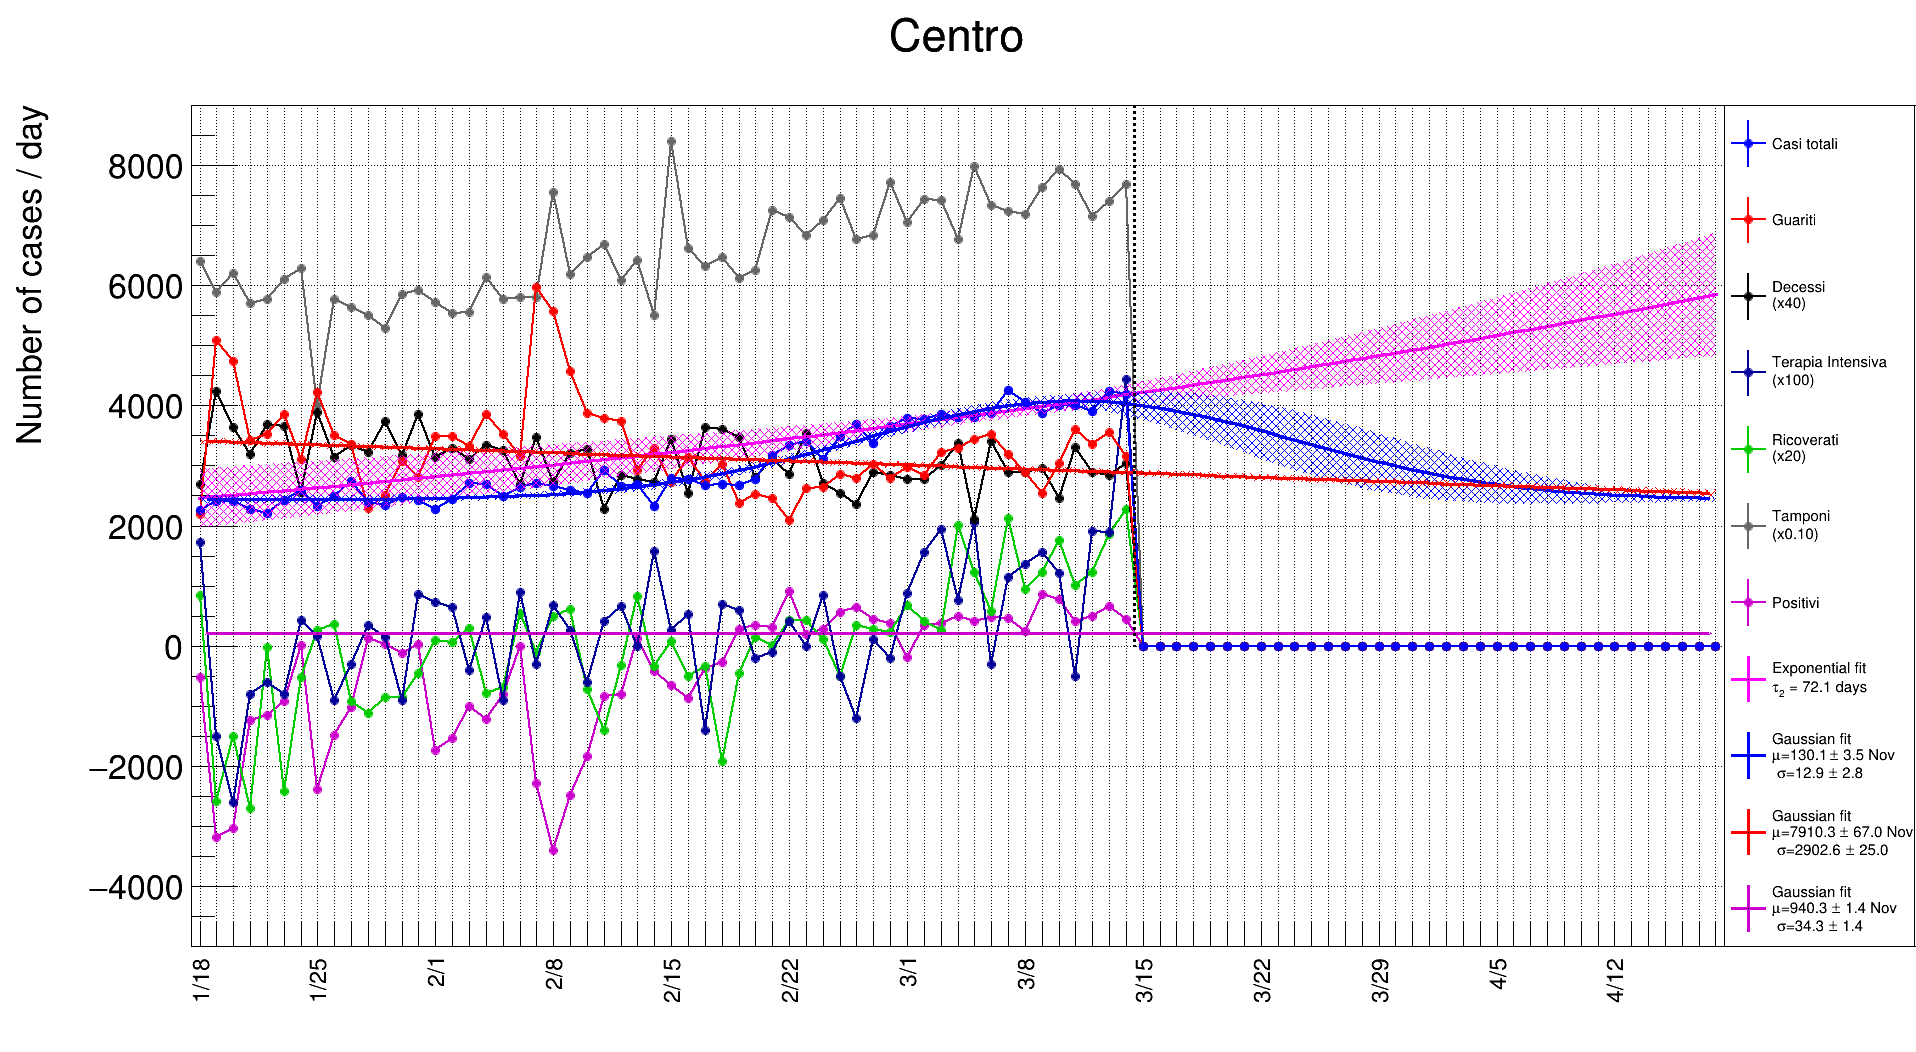 Centro
Number of cases / day
8000
6000
4000
2000
0
−2000
−4000
1/18
1/25
2/1
2/8
2/15
2/22
3/1
3/8
3/15
3/22
3/29
4/5
4/12
Casi totali
Guariti
Decessi
(x40)
Terapia Intensiva
(x100)
Ricoverati
(x20)
Tamponi
(x0.10)
Positivi
Exponential fit
τ2 = 72.1 days
Gaussian fit
μ=130.1 ± 3.5 Nov
σ=12.9 ± 2.8
Gaussian fit
μ=7910.3 ± 67.0 Nov
σ=2902.6 ± 25.0
Gaussian fit
μ=940.3 ± 1.4 Nov
σ=34.3 ± 1.4